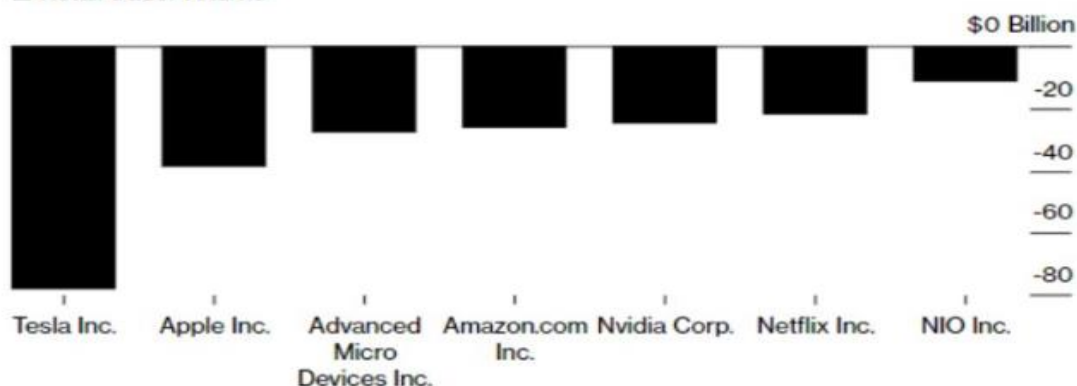 $0 Billion
-20
-40
-60
-80
Tesla Inc.
Apple Inc.
Advanced
Micro
Devices Inc.
Amazon.com
Inc.
Nvidia Corp.
Netflix Inc.
NIO Inc.